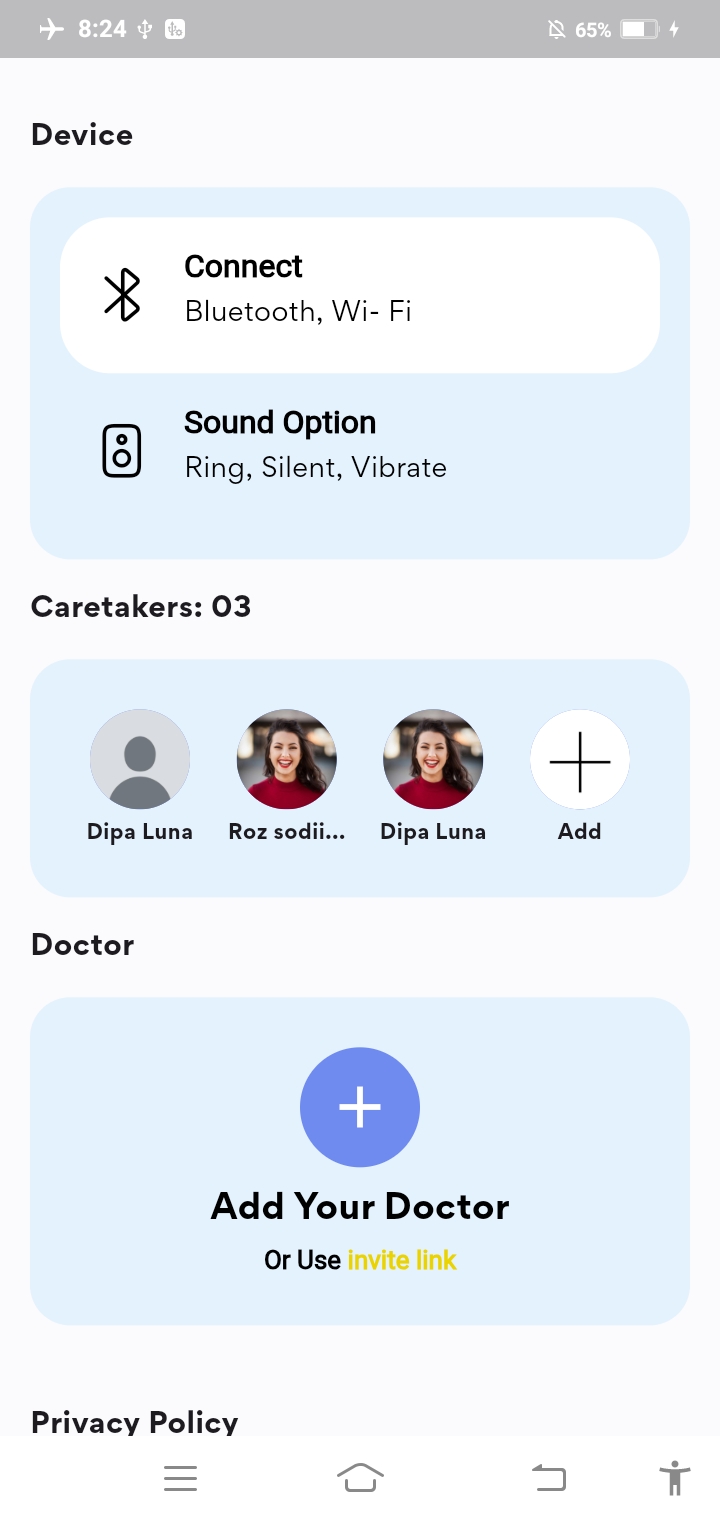 8:24
65%
Device
Connect
Bluetooth, Wi- Fi
Sound Option
Ring, Silent, Vibrate
Caretakers: 03
Dipa Luna
Roz sodii...
Dipa Luna
Add
Doctor
Add Your Doctor
Or Use invite link
Privacy Policy